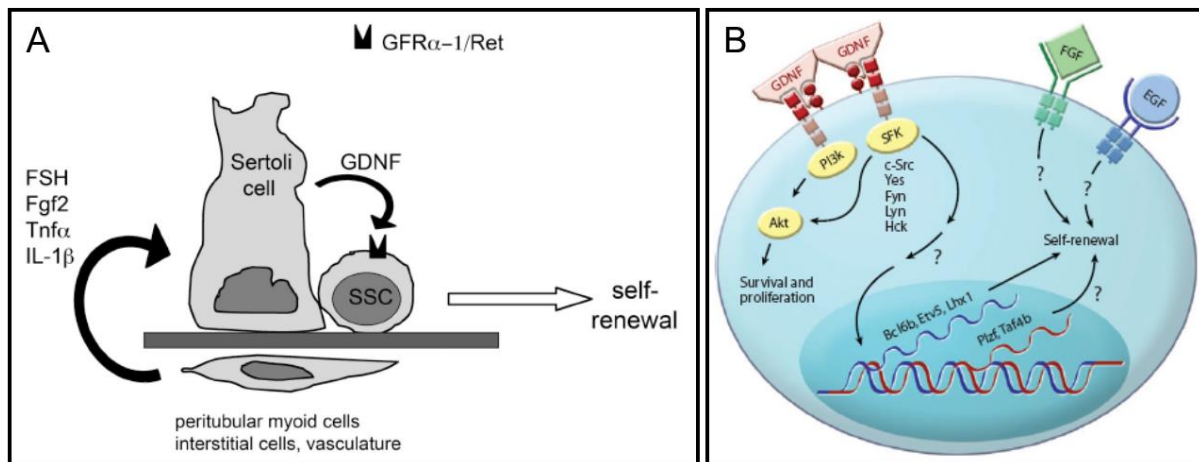 A
GFRα-1/Ret
Sertoli
cell
GDNF
FSH
Fgf2
Tnfα
IL-1β
SSC
self-
renewal
peritubular myoid cells
interstitial cells, vasculature
B
GDNF
GDNF
FGF
EGF
PI3k
SFK
c-Src
Yes
Fyn
Lyn
Hck
?
?
Akt
Self-renewal
?
Survival and
proliferation
?
Bcl6b, Etv5, Lhx1
Plzf, Taf4b